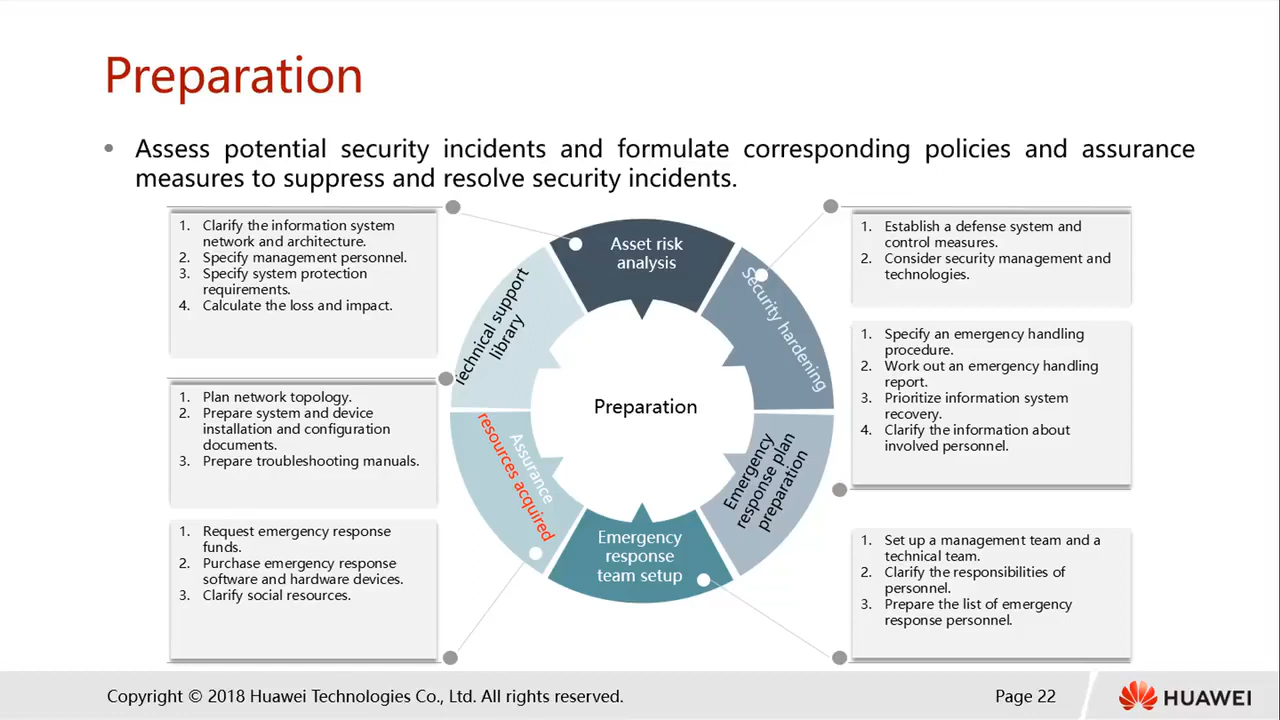 Preparation
• Assess potential security incidents and formulate corresponding policies and assurance
measures to suppress and resolve security incidents.
1. Clarify the information system
network and architecture.
2. Specify management personnel.
3. Specify system protection
requirements.
4. Calculate the loss and impact.
1. Plan network topology.
2. Prepare system and device
installation and configuration
documents.
3. Prepare troubleshooting manuals.
1. Request emergency response
funds.
2. Purchase emergency response
software and hardware devices.
3. Clarify social resources.
Asset risk
analysis
Security hardening
Emergency
response plan
preparation
Emergency
response
team setup
Assurance
resources acquired
Technical support
library
Preparation
1. Establish a defense system and
control measures.
2. Consider security management and
technologies.
1. Specify an emergency handling
procedure.
2. Work out an emergency handling
report.
3. Prioritize information system
recovery.
4. Clarify the information about
involved personnel.
1. Set up a management team and a
technical team.
2. Clarify the responsibilities of
personnel.
3. Prepare the list of emergency
response personnel.
Copyright © 2018 Huawei Technologies Co., Ltd. All rights reserved.
Page 22
HUAWEI